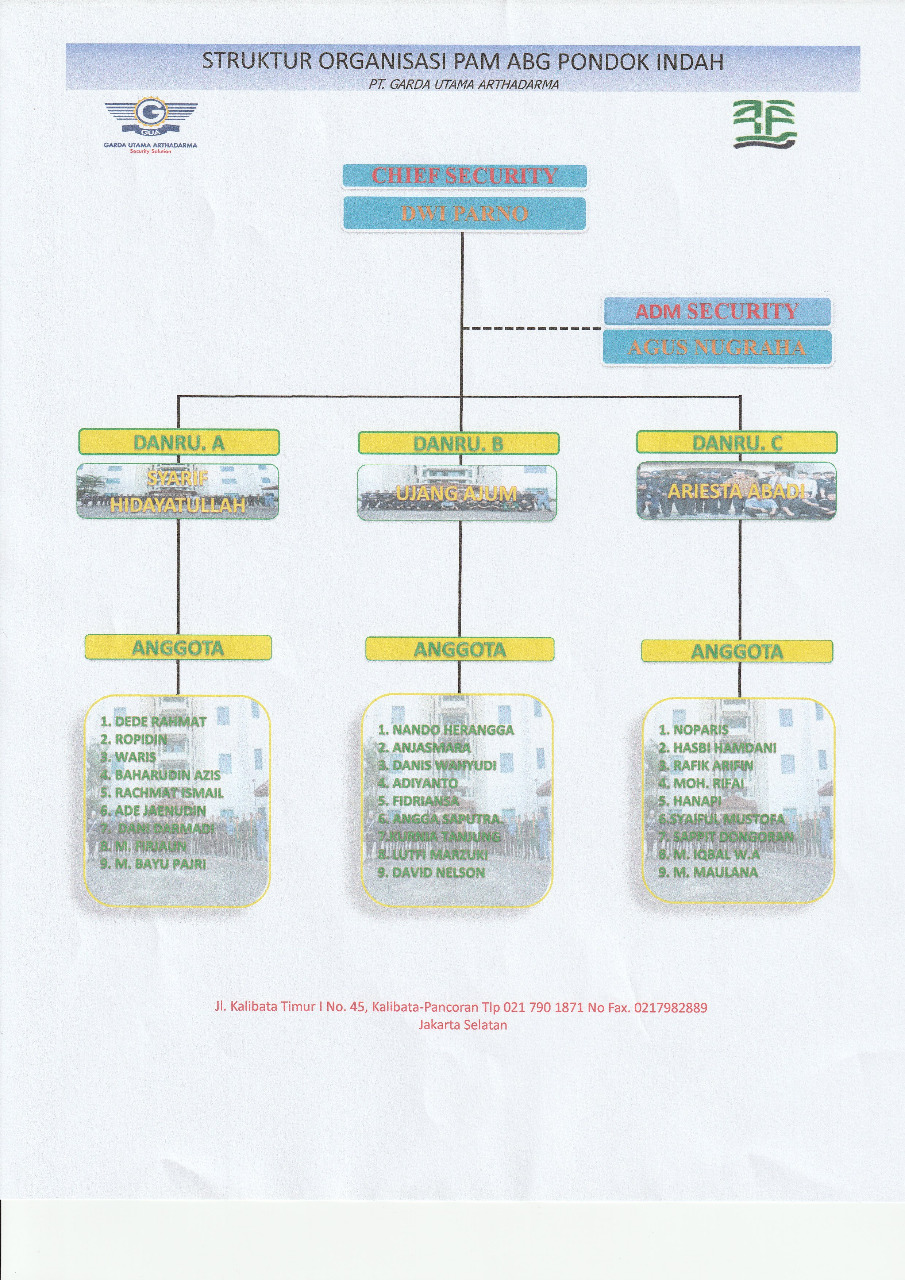 STRUKTUR ORGANISASI PAM ABG PONDOK INDAH
PT. GARDA UTAMA ARTHADARMA
G
GUA
GARDA UTAMA ARTHADARMA
Security Solution
CHIEF SECURITY
DWI PARNO
ADM SECURITY
AGUS NUGRAHA
DANRU. A
SYARIF
HIDAYATULLAH
DANRU. B
UJANG AJUM
DANRU. C
ARIESTA ABADI
ANGGOTA
1. DEDE RAHMAT
2. ROPIDIN
3. WARIS
4. BAHARUDIN AZIS
5. RACHMAT ISMAIL
6. ADE JAENUDIN
7. DANI DARMADI
8. M.
9. M. BAYU PAJRI
ANGGOTA
1. NANDO HERANGGA
2. ANJASMARA
3. DANIS WAHYUDI
4. ADIYANTO
5. FIDRIANSA
6. ANGGA SAPUTRA
7. KURNIA TANJUNG
8. LUTFI MARZUKI
9. DAVID NELSON
ANGGOTA
1. NOPARIS
2. HASBI HAMDANI
3. RAFIK ARIFIN
4. MOH. RIFAI
5. HANAPI
6.SYAIFUL MUSTOFA
7. DONGORAN
8. M. IQBAL W.A
9. M. MAULANA
Jl. Kalibata Timur I No. 45, Kalibata-Pancoran Tlp 021 790 1871 No Fax. 0217982889
Jakarta Selatan